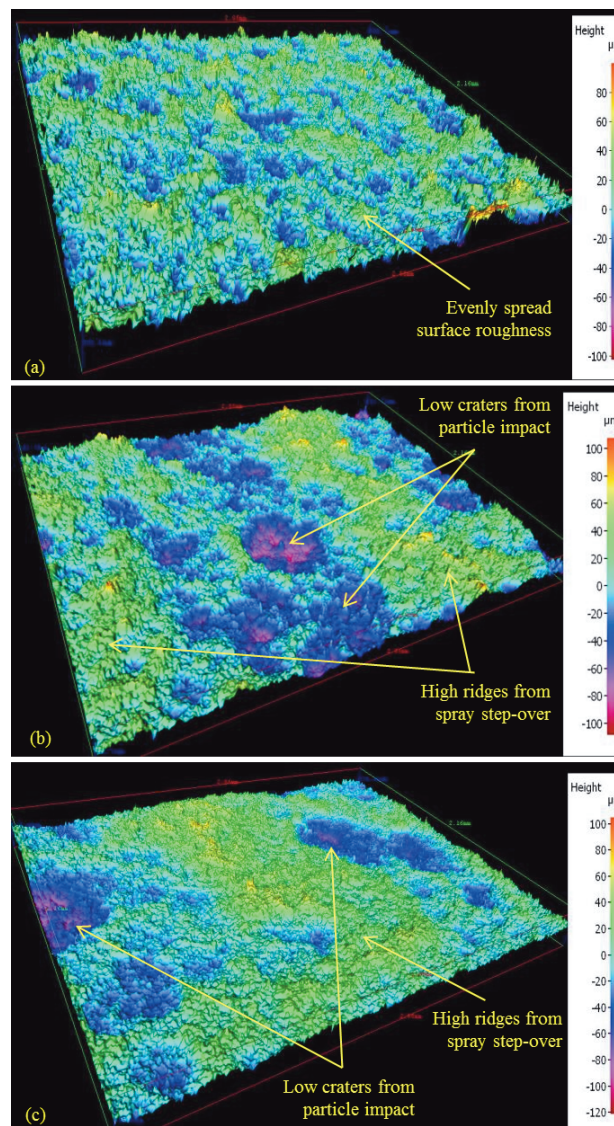 Height
µ
80
60
40
20
0
-20
-40
-60
-80
-100
Evenly spread
surface roughness
(a)
Height
µm
100
80
60
40
20
0
-20
-40
-60
-80
-100
Low craters from
particle impact
High ridges from
spray step-over
(b)
Height
µ
100
80
60
40
20
0
-20
-40
-60
-80
-100
-120
High ridges from
spray step-over
Low craters from
particle impact
(c)